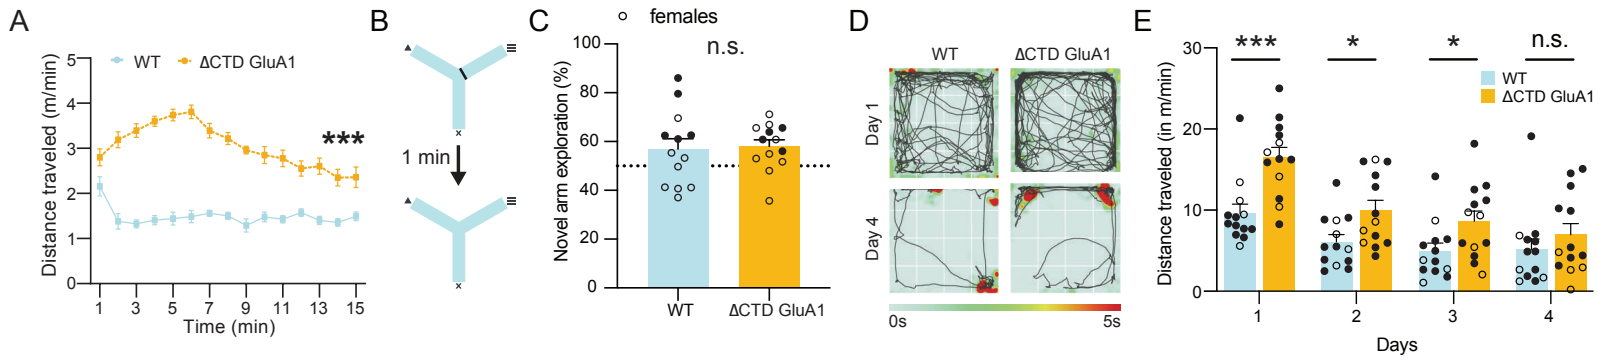 A
WT
ΔCTD GluA1
Distance traveled (m/min)
5
4
3
2
1
0
***
1 3 5 7 9 11 13 15
Time (min)
B
1 min
C
females
n.s.
Novel arm exploration (%)
100
80
60
40
20
0
WT
ΔCTD GluA1
D
WT
ΔCTD GluA1
Day 1
Day 4
0s
5s
E
*** * * n.s.
WT
ΔCTD GluA1
Distance traveled (in m/min)
30
20
10
0
1 2 3 4
Days